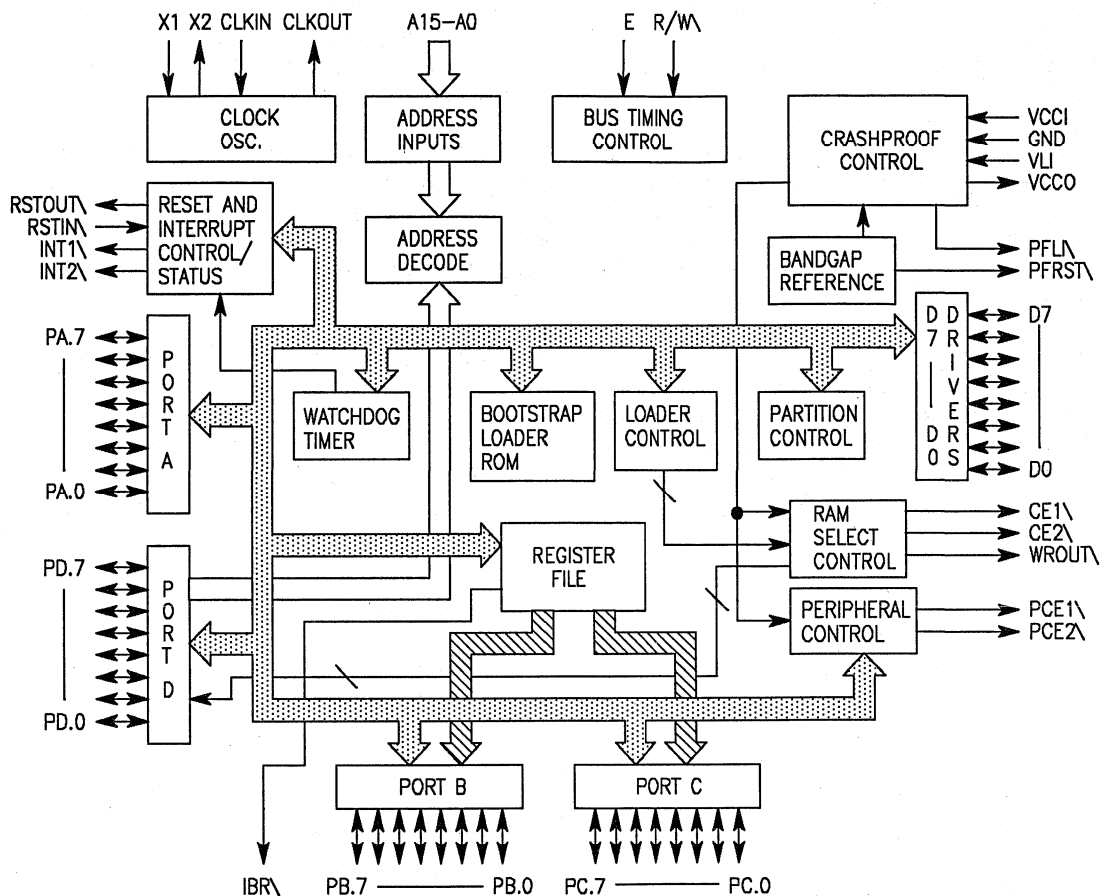 X1 X2 CLKIN CLKOUT
A15-A0
E R/W\
CLOCK
OSC.
ADDRESS
INPUTS
BUS TIMING
CONTROL
CRASHPROOF
CONTROL
VCCI
GND
VLI
VCCO
RSTOUT\
RSTIN\
INT1\
INT2\
RESET AND
INTERRUPT
CONTROL/
STATUS
ADDRESS
DECODE
BANDGAP
REFERENCE
PFL\
PFRST\
PA.7
PA.0
PORT A
WATCHDOG
TIMER
BOOTSTRAP
LOADER
ROM
LOADER
CONTROL
PARTITION
CONTROL
D7 D0
DRIVERS
D7
D0
REGISTER
FILE
RAM
SELECT
CONTROL
CE1\
CE2\
WROUT\
PD.7
PD.0
PORT D
PERIPHERAL
CONTROL
PCE1\
PCE2\
PORT B
PORT C
IBR\
PB.7 PB.0
PC.7 PC.0